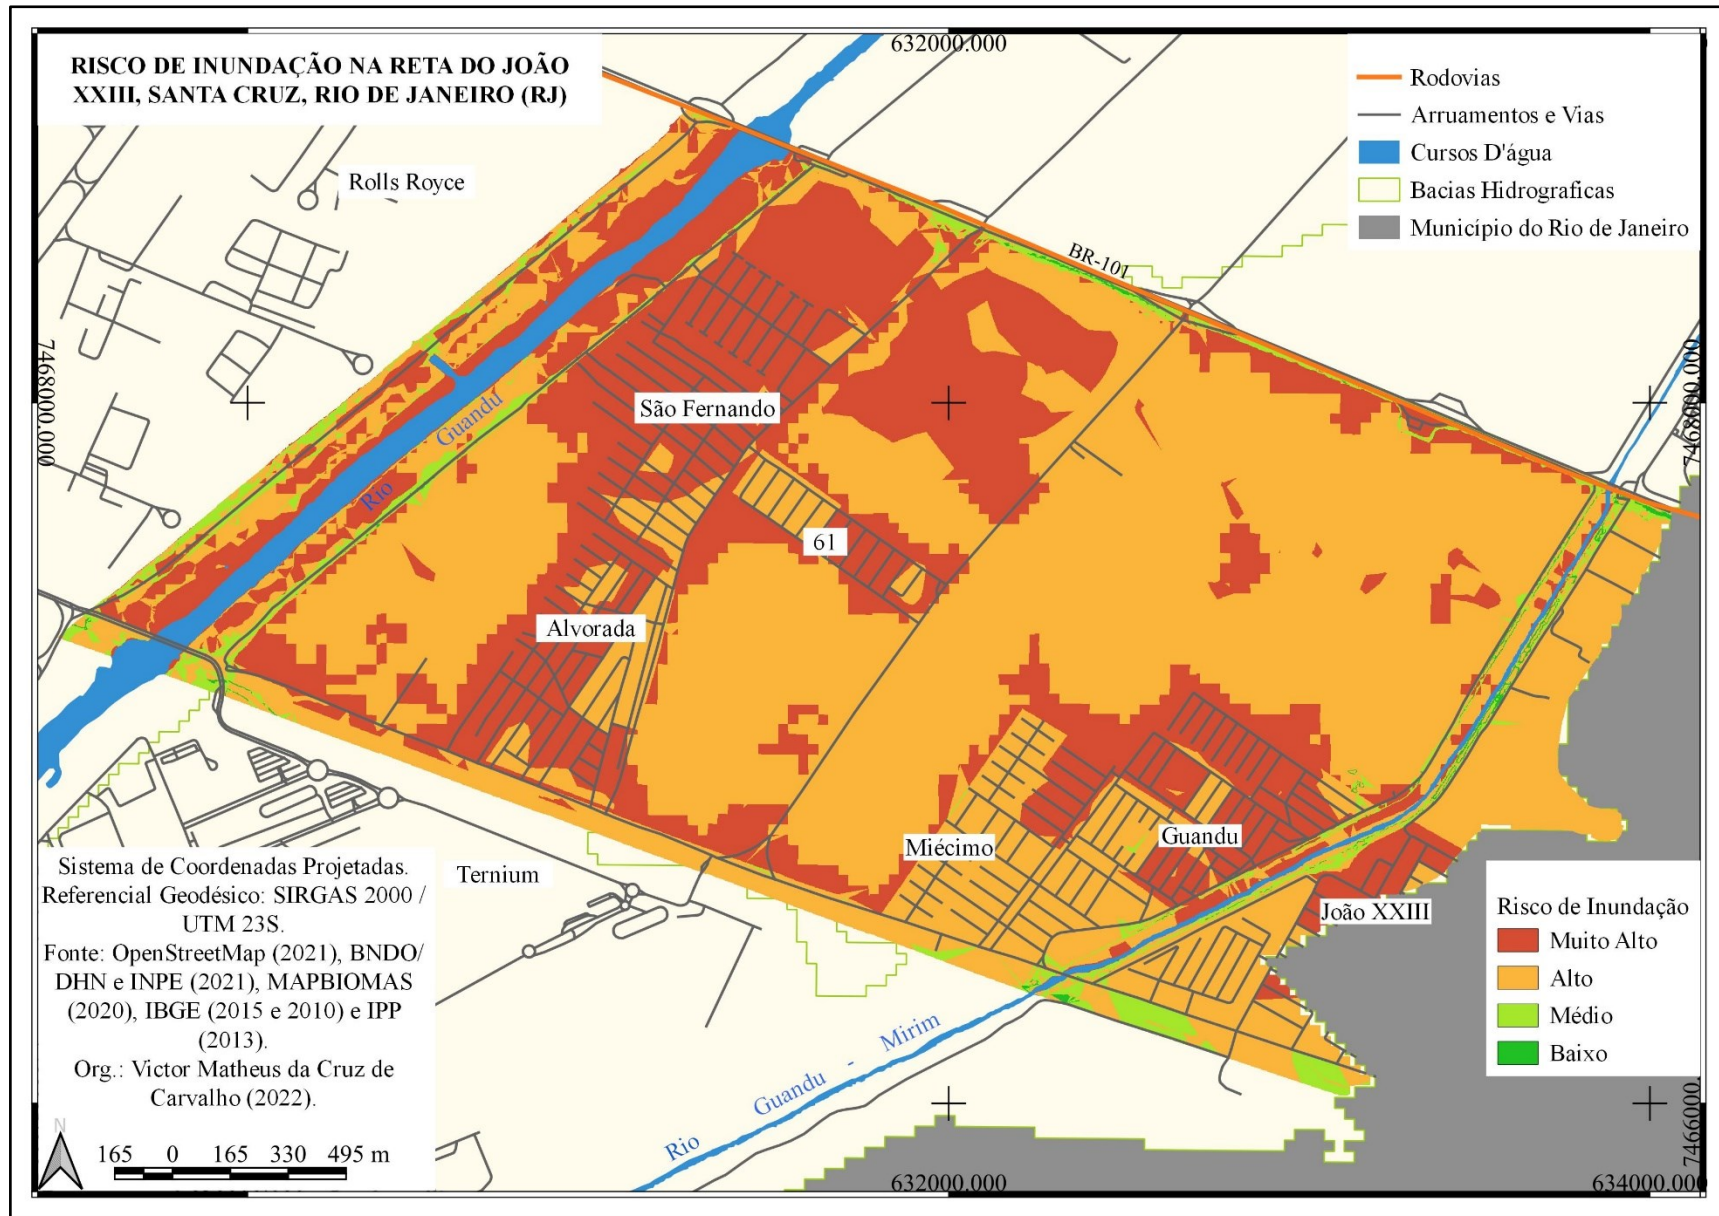 RISCO DE INUNDAÇÃO NA RETA DO JOÃO
XXIII, SANTA CRUZ, RIO DE JANEIRO (RJ)
632000.000
Rodovias
Arruamentos e Vias
Cursos D'água
Bacias Hidrograficas
Município do Rio de Janeiro
Rolls Royce
BR-101
7468000.000
7468000.000
São Fernando
Rio - Guandu
61
Alvorada
Miécimo
Guandu
João XXIII
Ternium
Rio Guandu - Mirim
Sistema de Coordenadas Projetadas.
Referencial Geodésico: SIRGAS 2000 /
UTM 23S.
Fonte: OpenStreetMap (2021), BNDO/
DHN e INPE (2021), MAPBIOMAS
(2020), IBGE (2015 e 2010) e IPP
(2013).
Org.: Victor Matheus da Cruz de
Carvalho (2022).
N
165 0 165 330 495 m
Risco de Inundação
Muito Alto
Alto
Médio
Baixo
7466000.
632000.000
634000.000